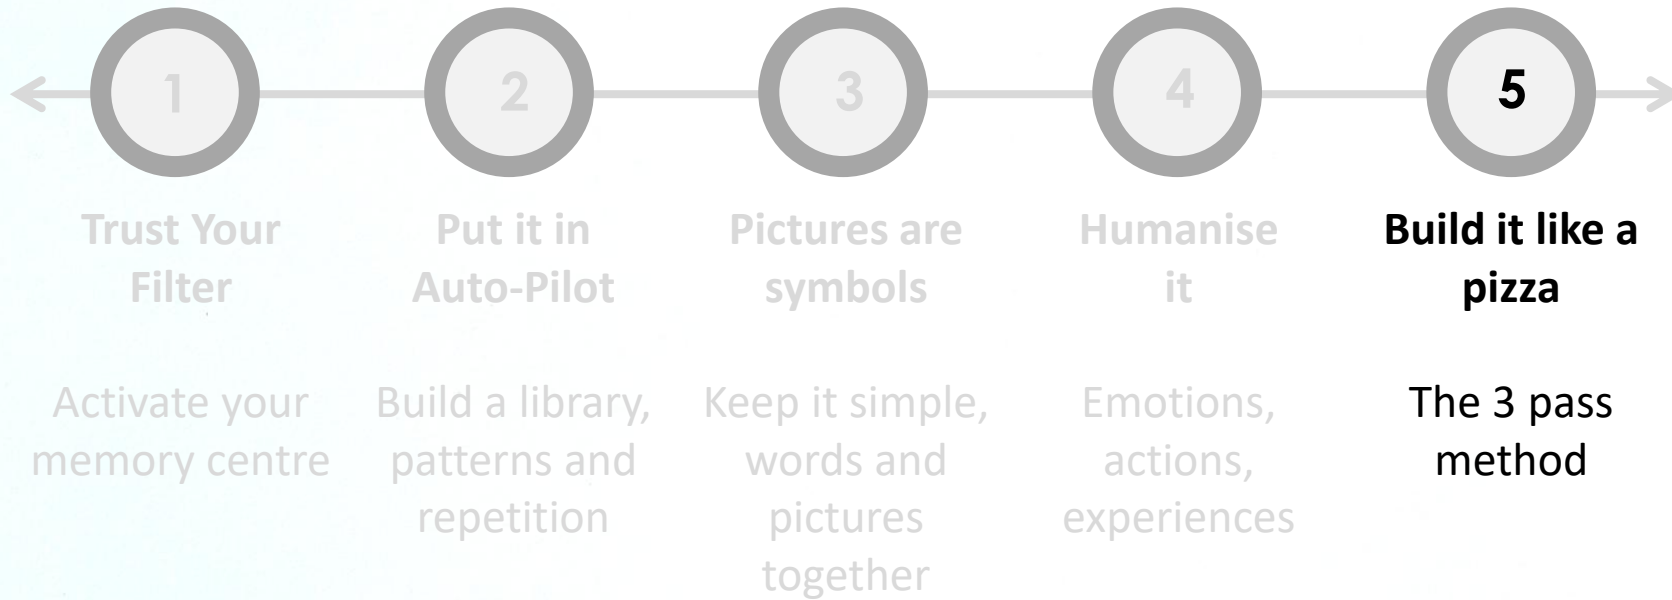 1
2
3
4
5
Trust Your
Filter
Put it in
Auto-Pilot
Pictures are
symbols
Humanise
it
Build it like a
pizza
Activate your
memory centre
Build a library,
patterns and
repetition
Keep it simple,
words and
pictures
together
Emotions,
actions,
experiences
The 3 pass
method